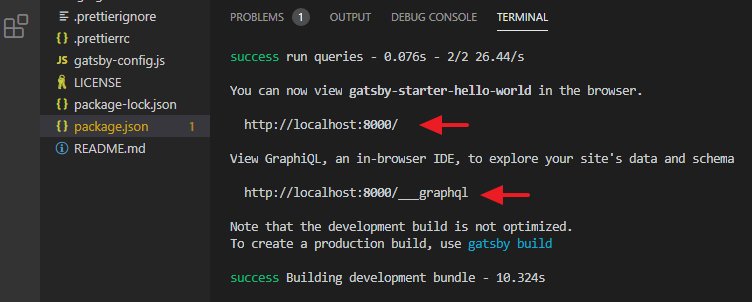 .prettierignore
.prettierrc
JS gatsby-config.js
LICENSE
package-lock.json
package.json 1
README.md
PROBLEMS 1 OUTPUT DEBUG CONSOLE TERMINAL
success run queries - 0.076s - 2/2 26.44/s
You can now view gatsby-starter-hello-world in the browser.
http://localhost:8000/
View GraphiQL, an in-browser IDE, to explore your site's data and schema
http://localhost:8000/___graphql
Note that the development build is not optimized.
To create a production build, use gatsby build
success Building development bundle - 10.324s